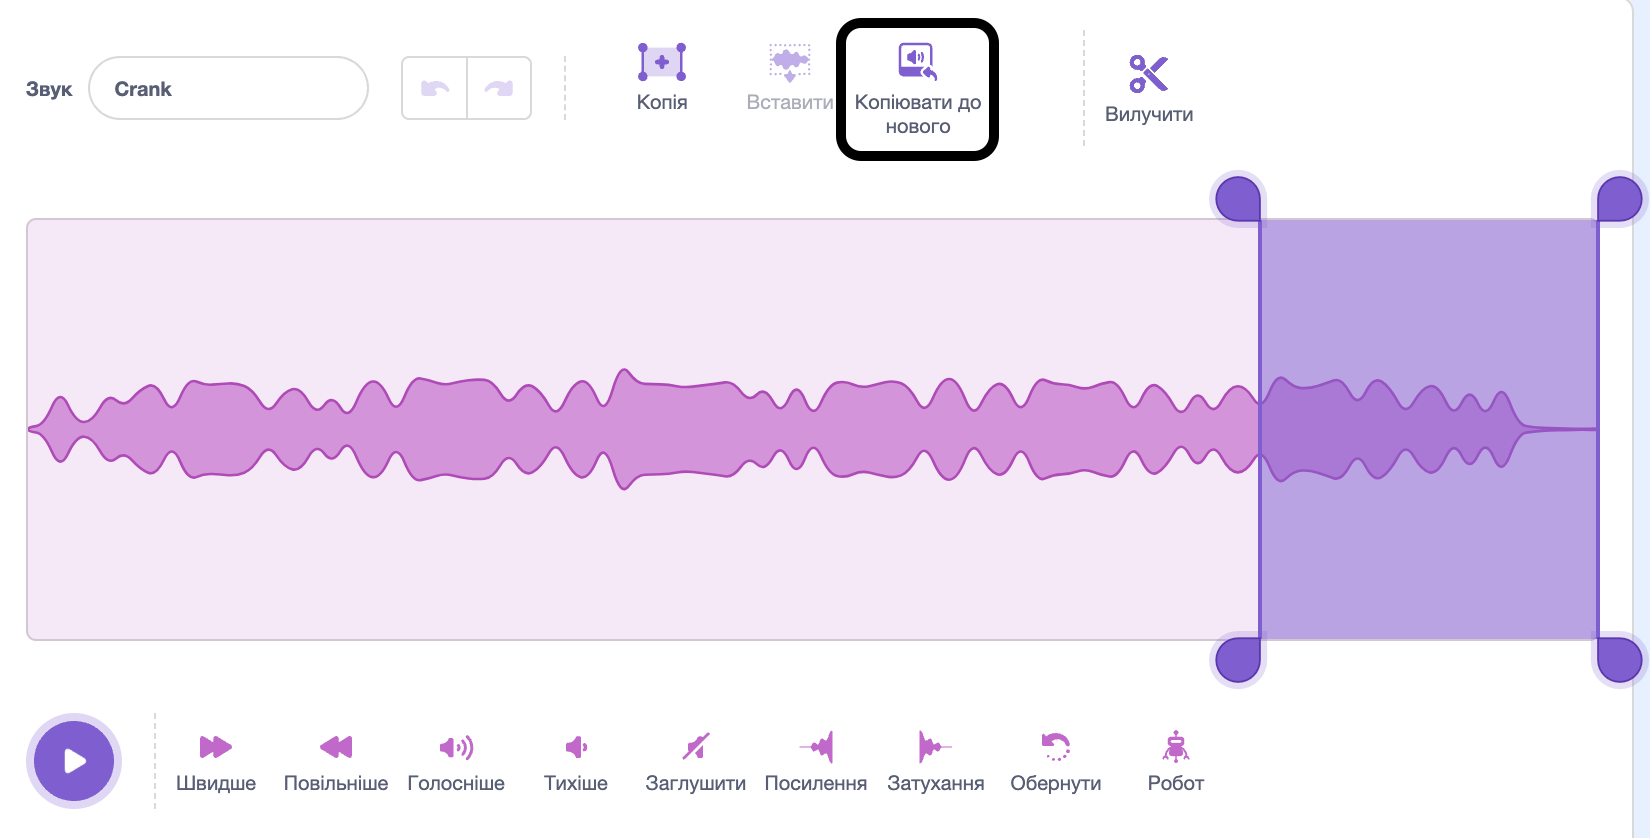 Звук
Crank
Копія
Вставити
Копіювати до
нового
Вилучити
Швидше
Повільніше
Голосніше
Тихіше
Заглушити
Посилення
Затухання
Обернути
Робот